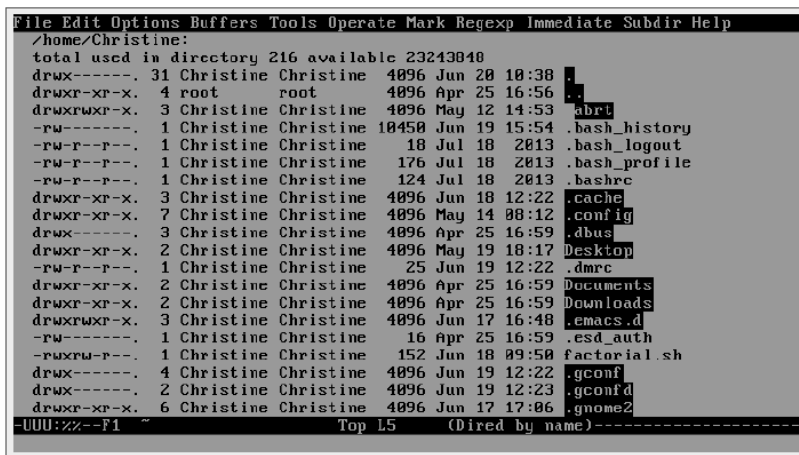 File Edit Options Buffers Tools Operate Mark Regexp Immediate Subdir Help
/home/Christine:
total used in directory 216 available 23243848
drwx------. 31 Christine Christine 4096 Jun 20 10:38 .
drwxr-xr-x. 4 root root 4096 Apr 25 16:56 ..
drwxrwxr-x. 3 Christine Christine 4096 May 12 14:53 .abrt
-rw-------. 1 Christine Christine 10450 Jun 19 15:54 .bash_history
-rw-r--r--. 1 Christine Christine 18 Jul 18 2013 .bash_logout
-rw-r--r--. 1 Christine Christine 176 Jul 18 2013 .bash_profile
-rw-r--r--. 1 Christine Christine 124 Jul 18 2013 .bashrc
drwxr-xr-x. 3 Christine Christine 4096 Jun 18 12:22 .cache
drwxr-xr-x. 7 Christine Christine 4096 May 14 08:12 .config
drwx------. 3 Christine Christine 4096 Apr 25 16:59 .dbus
drwxr-xr-x. 2 Christine Christine 4096 May 19 18:17 Desktop
-rw-r--r--. 1 Christine Christine 25 Jun 19 12:22 .dmrc
drwxr-xr-x. 2 Christine Christine 4096 Apr 25 16:59 Documents
drwxr-xr-x. 2 Christine Christine 4096 Apr 25 16:59 Downloads
drwxrwxr-x. 3 Christine Christine 4096 Jun 17 16:48 .emacs.d
-rw-------. 1 Christine Christine 16 Apr 25 16:59 .esd_auth
-rwxrw-r--. 1 Christine Christine 152 Jun 18 09:50 factorial.sh
drwx------. 4 Christine Christine 4096 Jun 19 12:22 .gconf
drwx------. 2 Christine Christine 4096 Jun 19 12:23 .gconfd
drwxr-xr-x. 6 Christine Christine 4096 Jun 17 17:06 .gnome2
-UUU:%%--F1 ~ Top L5 (Dired by name)---------------------